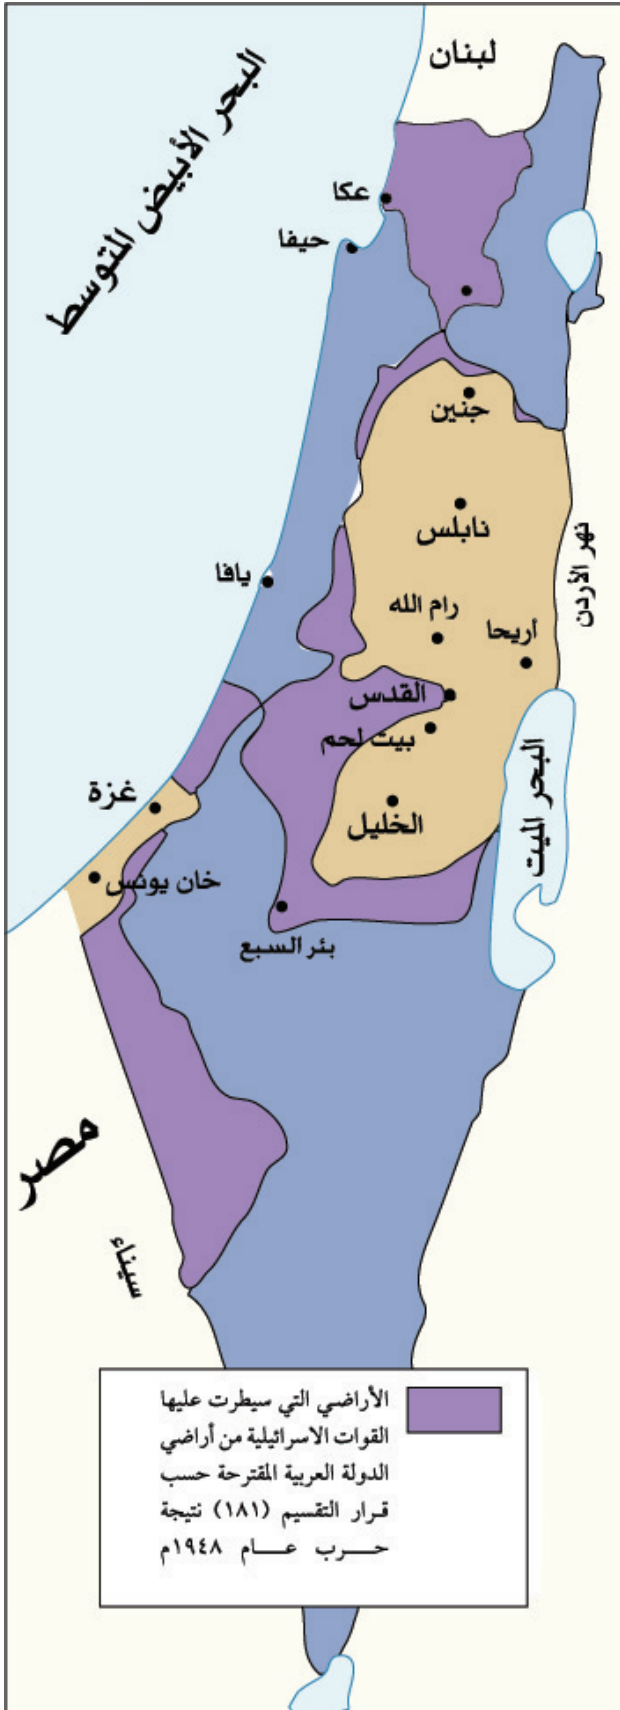 لبنان
البحر الأبيض المتوسط
عكا
حيفا
جنين
نابلس
نهر الأردن
يافا
رام الله
أريحا
القدس
بيت لحم
البحر الميت
غزة
الخليل
خان يونس
بئر السبع
مصر
سيناء
الأراضي التي سيطرت عليها
القوات الاسرائيلية من أراضي
الدولة العربية المقترحة حسب
قرار التقسيم (١٨١) نتيجة
حرب عام ١٩٤٨م